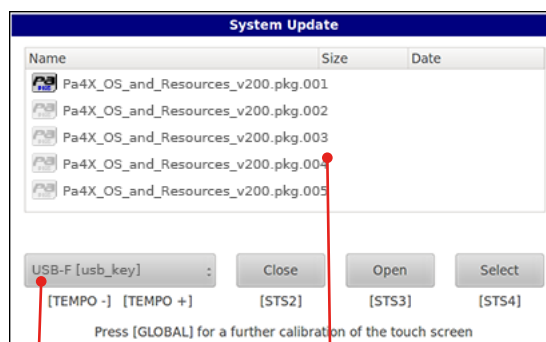 System Update
Name Size Date
Pa4X_OS_and_Resources_v200.pkg.001
Pa4X_OS_and_Resources_v200.pkg.002
Pa4X_OS_and_Resources_v200.pkg.003
Pa4X_OS_and_Resources_v200.pkg.004
Pa4X_OS_and_Resources_v200.pkg.005
USB-F [usb_key] : Close Open Select
[TEMPO -] [TEMPO +] [STS2] [STS3] [STS4]
Press [GLOBAL] for a further calibration of the touch screen